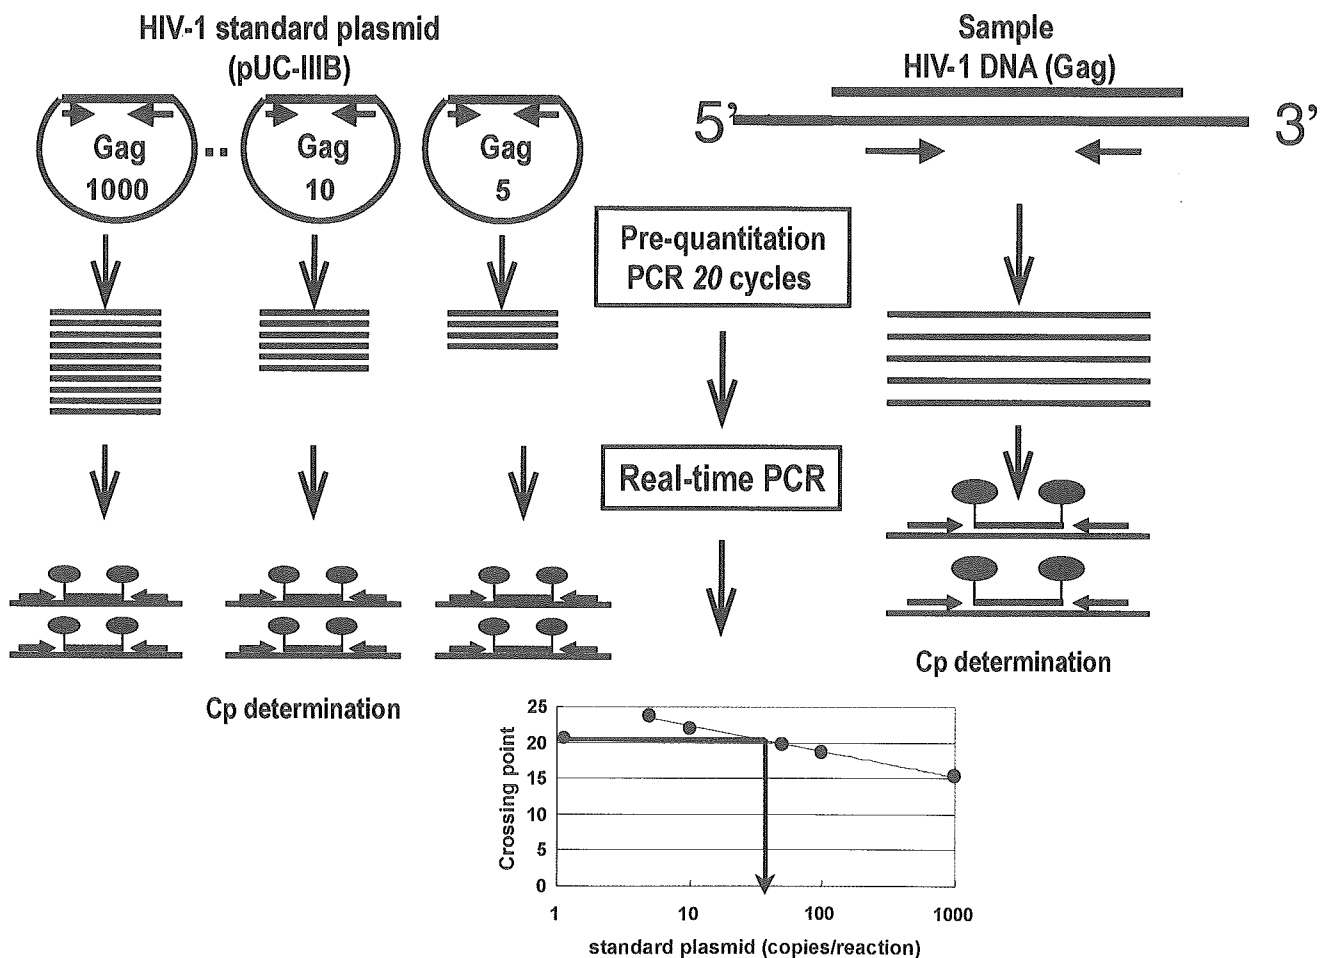 HIV-1 standard plasmid
(pUC-IIIB)
Sample
HIV-1 DNA (Gag)
5’
3’
Gag
1000
..
Gag
10
Gag
5
Pre-quantitation
PCR 20 cycles
Real-time PCR
Cp determination
Cp determination
Crossing point
25
20
15
10
5
0
1
10
100
1000
standard plasmid (copies/reaction)